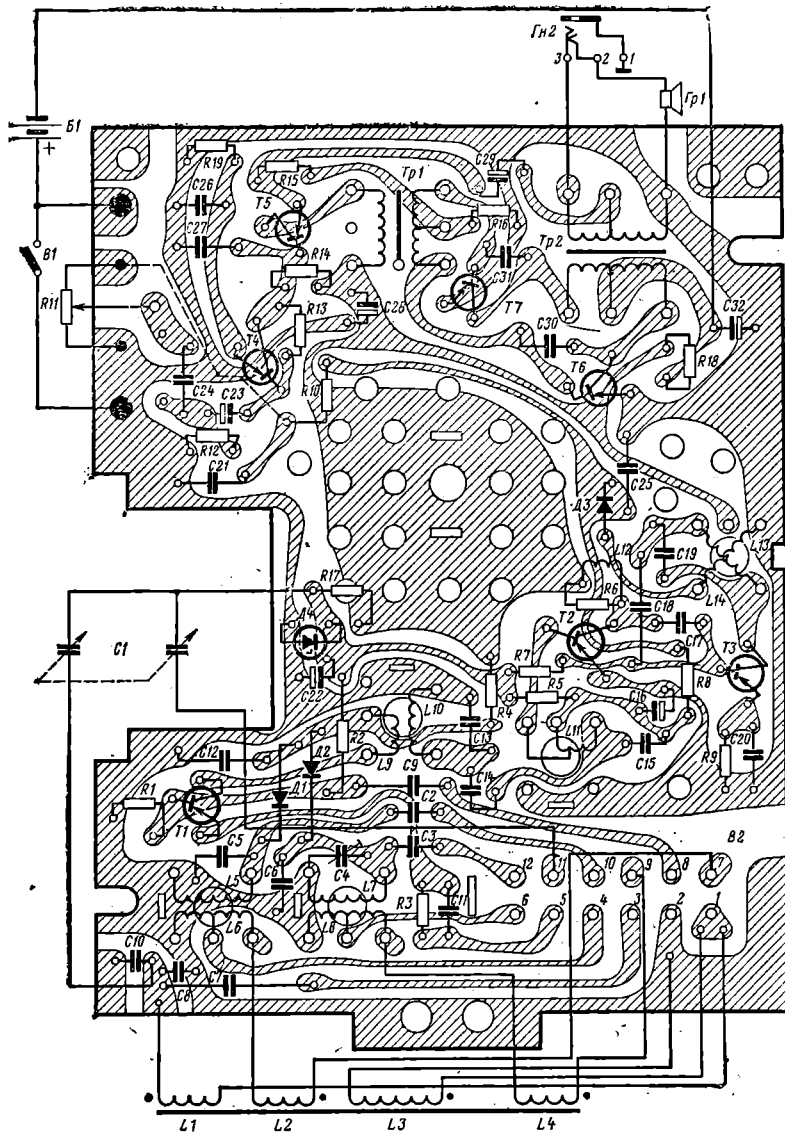 Гн2
3 2 1
Гр1
Б1
+
R19
C29
R15
Тр1
C26
T5
R16
Тр2
C27
В1
R14
C31
T7
R11
C28
R13
C30
C32
T4
T6
R18
C24
R10
C23
R12
C21
C25
Д3
L12
C19
L13
R17
R6
L14
Д4
T2
C18
C17
T3
C1
R7
C22
R5
R8
L10
R4
C16
R2
L11
C13
C20
C12
Д2
L9
C9
C15
R9
R1
Д1
C14
T1
C2
C5
C3
В2
C4
12 11 10 9 8 7
L5
C6
L7
R3
C11
6 5 4 3 2 1
L6
L8
C10
C8
C7
L1 L2 L3 L4